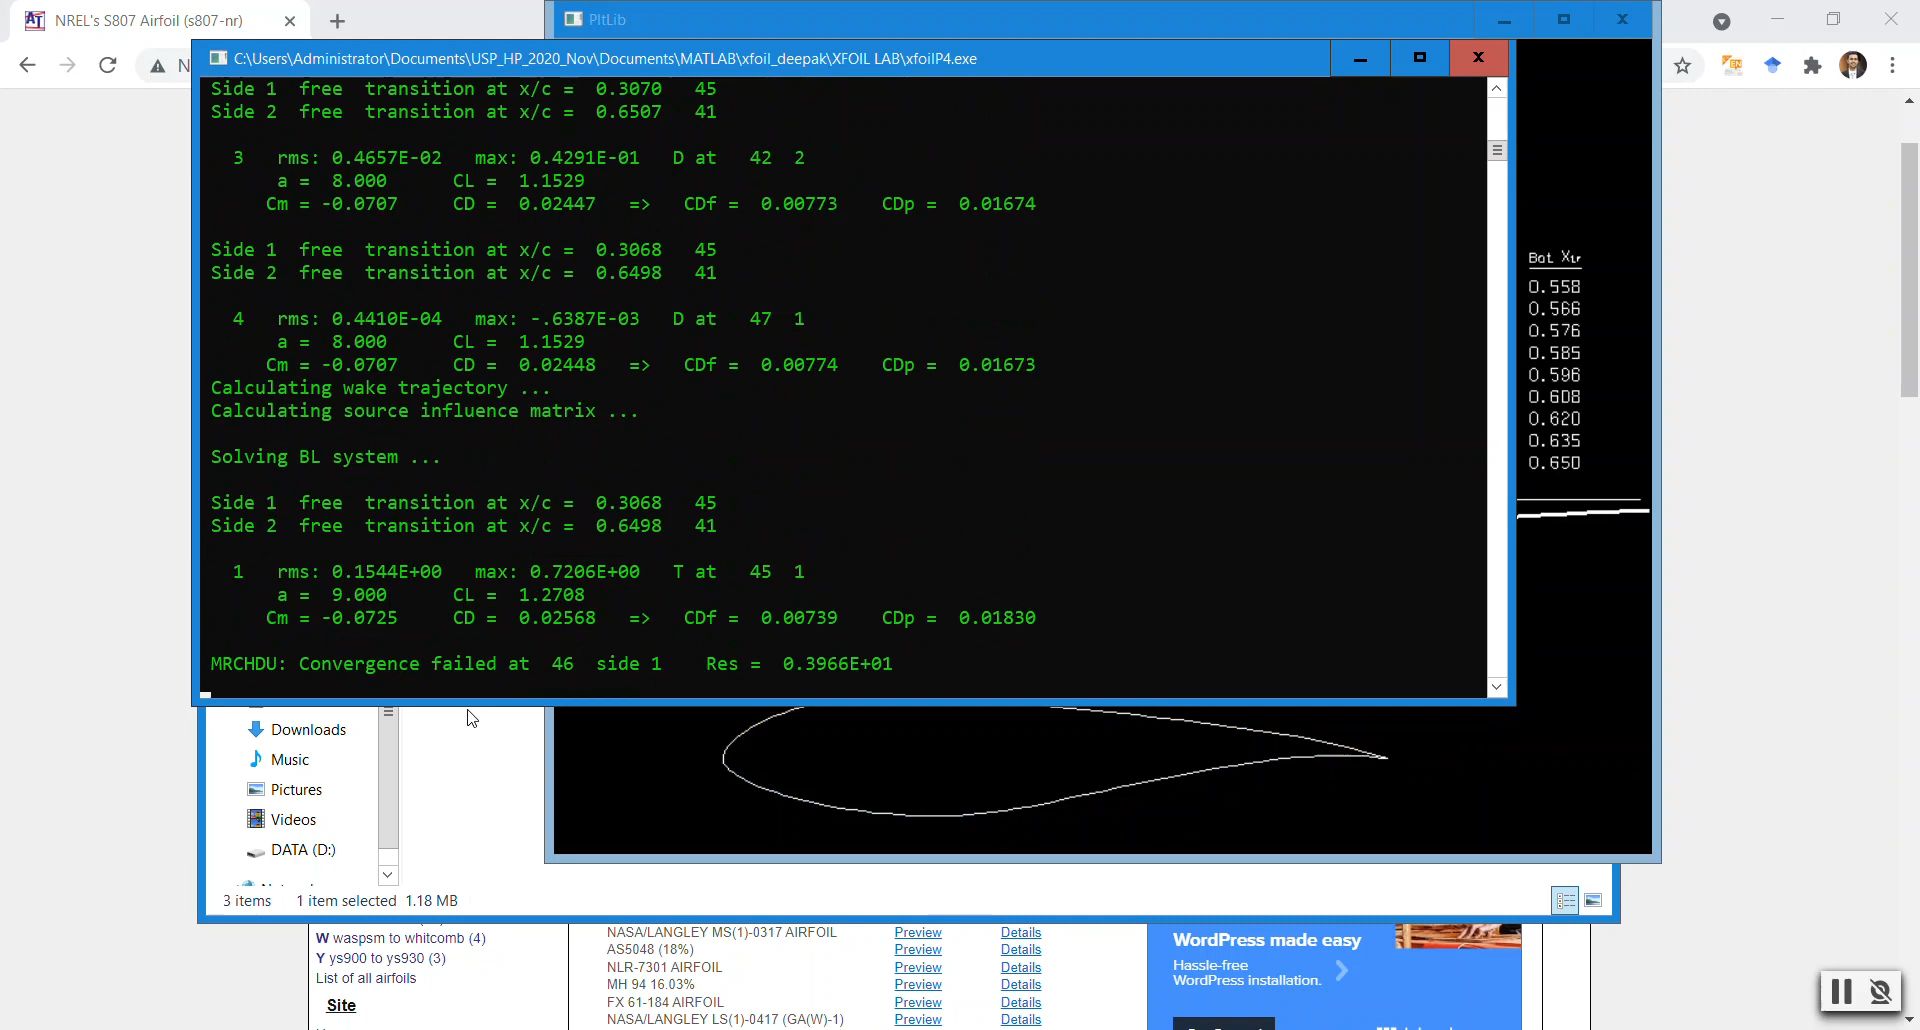 NREL's S807 Airfoil (s807-nr)
PltLib
N
C:\Users\Administrator\Documents\USP_HP_2020_Nov\Documents\MATLAB\xfoil_deepak\XFOIL LAB\xfoilP4.exe
EN
Side 1 free transition at x/c = 0.3070 45
Side 2 free transition at x/c = 0.6507 41
3 rms: 0.4657E-02 max: 0.4291E-01 D at 42 2
a = 8.000 CL = 1.1529
Cm = -0.0707 CD = 0.02447 => CDf = 0.00773 CDp = 0.01674
Side 1 free transition at x/c = 0.3068 45
Side 2 free transition at x/c = 0.6498 41
4 rms: 0.4410E-04 max: -.6387E-03 D at 47 1
a = 8.000 CL = 1.1529
Cm = -0.0707 CD = 0.02448 => CDf = 0.00774 CDp = 0.01673
Calculating wake trajectory ...
Calculating source influence matrix ...
Solving BL system ...
Side 1 free transition at x/c = 0.3068 45
Side 2 free transition at x/c = 0.6498 41
1 rms: 0.1544E+00 max: 0.7206E+00 T at 45 1
a = 9.000 CL = 1.2708
Cm = -0.0725 CD = 0.02568 => CDf = 0.00739 CDp = 0.01830
MRCHDU: Convergence failed at 46 side 1 Res = 0.3966E+01
Bot Xtr
0.558
0.566
0.576
0.585
0.596
0.608
0.620
0.635
0.650
Downloads
Music
Pictures
Videos
DATA (D:)
3 items 1 item selected 1.18 MB
W waspsm to whitcomb (4)
Y ys900 to ys930 (3)
List of all airfoils
Site
NASA/LANGLEY MS(1)-0317 AIRFOIL Preview Details
AS5048 (18%) Preview Details
NLR-7301 AIRFOIL Preview Details
MH 94 16.03% Preview Details
FX 61-184 AIRFOIL Preview Details
NASA/LANGLEY LS(1)-0417 (GA(W)-1) Preview Details
WordPress made easy
Hassle-free
WordPress installation.